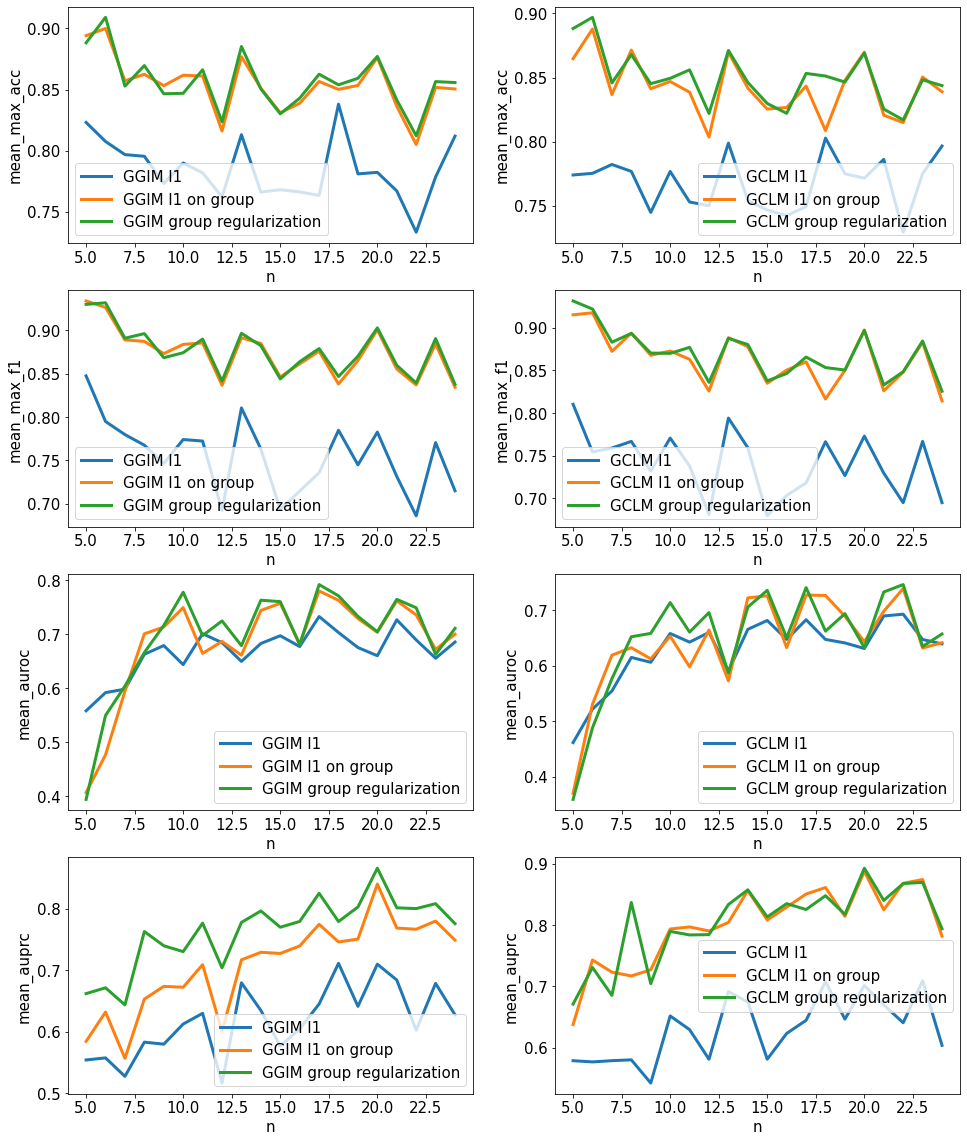 mean_max_acc
0.90
0.85
0.80
0.75
GGIM l1
GGIM l1 on group
GGIM group regularization
5.0 7.5 10.0 12.5 15.0 17.5 20.0 22.5
n
mean_max_acc
0.90
0.85
0.80
0.75
GCLM l1
GCLM l1 on group
GCLM group regularization
5.0 7.5 10.0 12.5 15.0 17.5 20.0 22.5
n
mean_max_f1
0.90
0.85
0.80
0.75
0.70
GGIM l1
GGIM l1 on group
GGIM group regularization
5.0 7.5 10.0 12.5 15.0 17.5 20.0 22.5
n
mean_max_f1
0.90
0.85
0.80
0.75
0.70
GCLM l1
GCLM l1 on group
GCLM group regularization
5.0 7.5 10.0 12.5 15.0 17.5 20.0 22.5
n
mean_auroc
0.8
0.7
0.6
0.5
0.4
GGIM l1
GGIM l1 on group
GGIM group regularization
5.0 7.5 10.0 12.5 15.0 17.5 20.0 22.5
n
mean_auroc
0.7
0.6
0.5
0.4
GCLM l1
GCLM l1 on group
GCLM group regularization
5.0 7.5 10.0 12.5 15.0 17.5 20.0 22.5
n
mean_auprc
0.8
0.7
0.6
0.5
GGIM l1
GGIM l1 on group
GGIM group regularization
5.0 7.5 10.0 12.5 15.0 17.5 20.0 22.5
n
mean_auprc
0.9
0.8
0.7
0.6
GCLM l1
GCLM l1 on group
GCLM group regularization
5.0 7.5 10.0 12.5 15.0 17.5 20.0 22.5
n